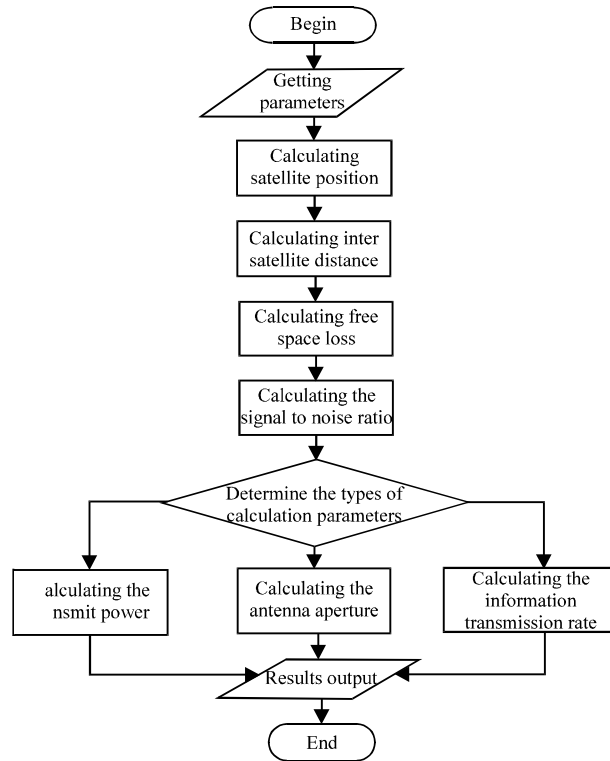 Begin
Getting
parameters
Calculating
satellite position
Calculating inter
satellite distance
Calculating free
space loss
Calculating the
signal to noise ratio
Determine the types of
calculation parameters
alculating the
nsmit power
Calculating the
antenna aperture
Calculating the
information
transmission rate
Results output
End